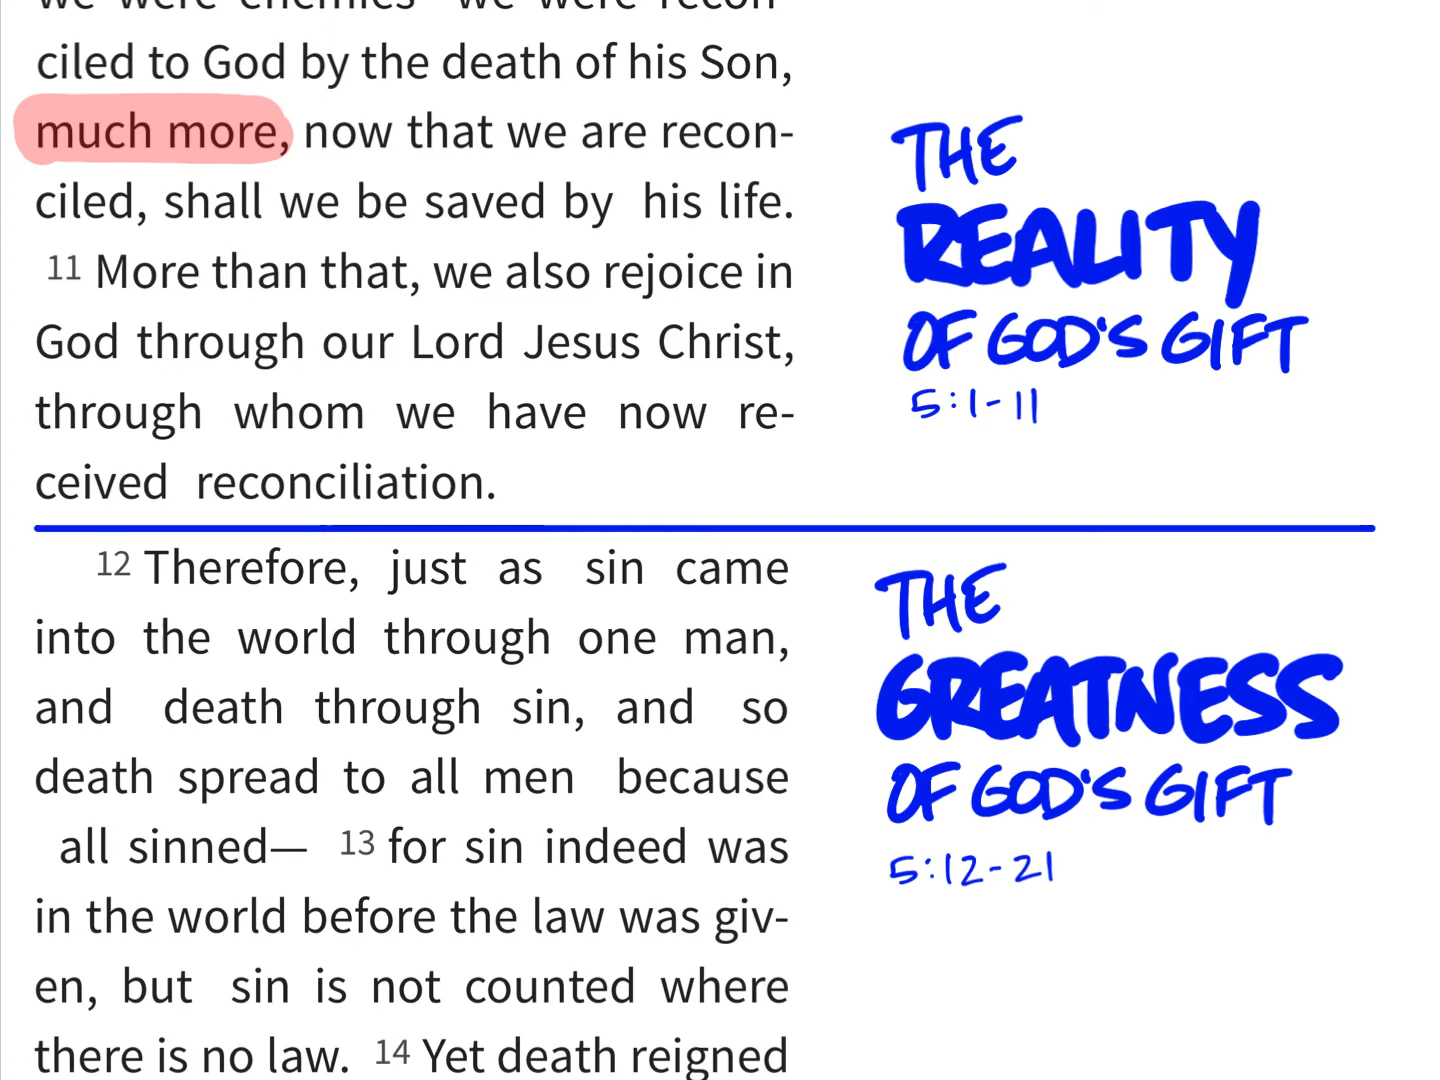 we were enemies we were recon-
ciled to God by the death of his Son,
much more, now that we are recon-
ciled, shall we be saved by his life.
11 More than that, we also rejoice in
God through our Lord Jesus Christ,
through whom we have now re-
ceived reconciliation.
THE
REALITY
OF GOD'S GIFT
5:1-11
12 Therefore, just as sin came
into the world through one man,
and death through sin, and so
death spread to all men because
all sinned— 13 for sin indeed was
in the world before the law was giv-
en, but sin is not counted where
there is no law. 14 Yet death reigned
THE
GREATNESS
OF GOD'S GIFT
5:12-21